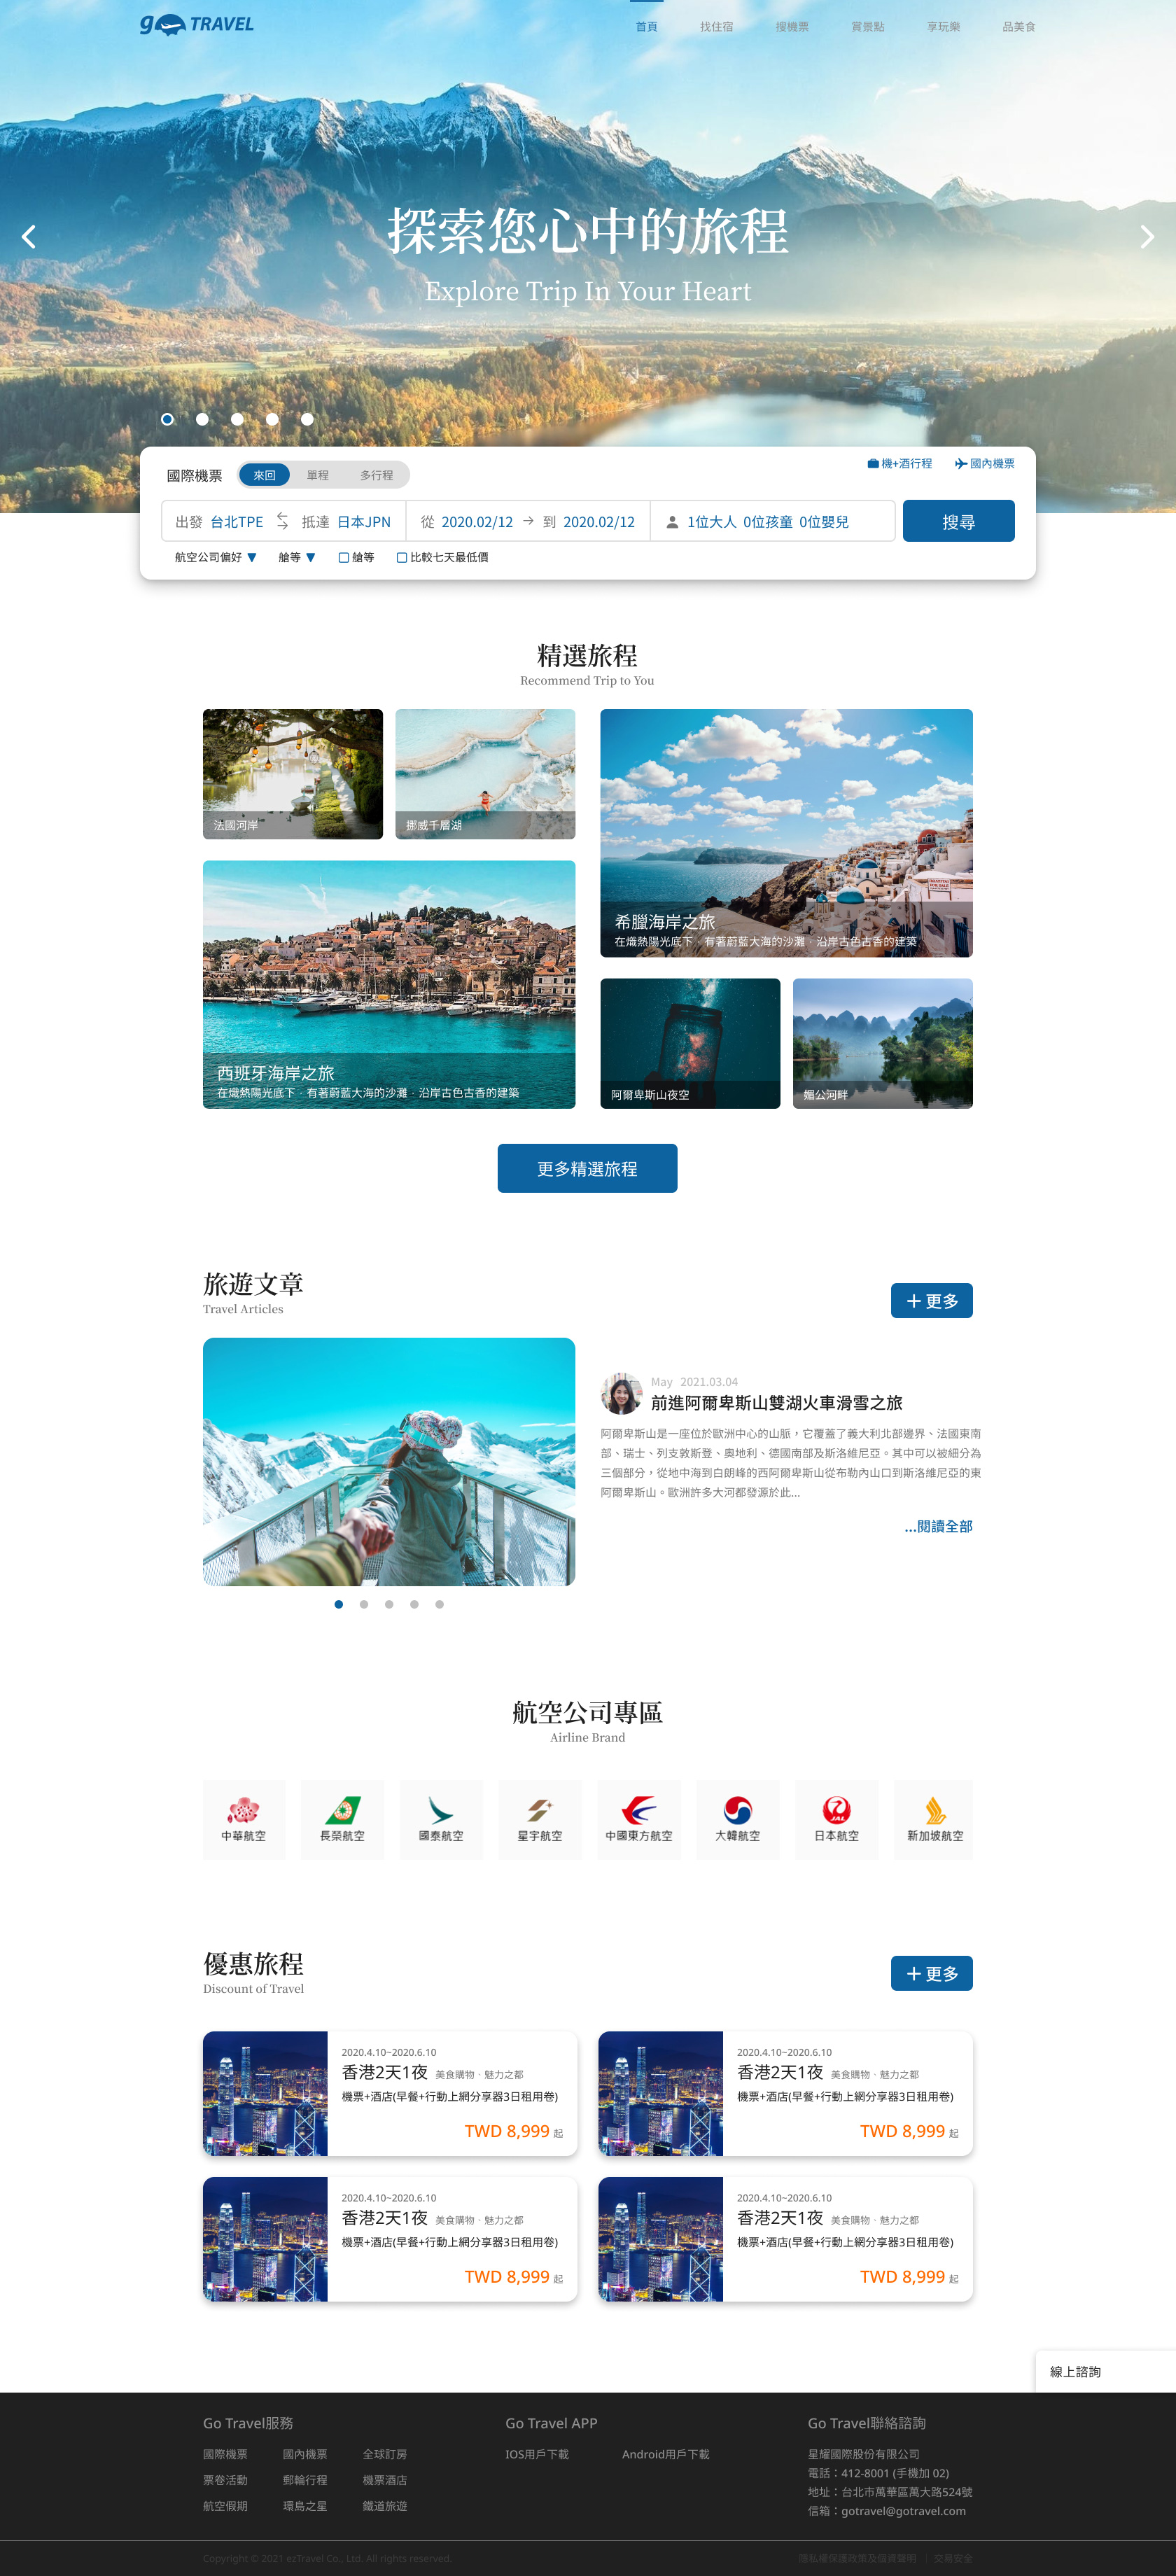 go TRAVEL
首頁 找住宿 搜機票 賞景點 享玩樂 品美食
探索您心中的旅程
Explore Trip In Your Heart
國際機票 來回 單程 多行程
機+酒行程 國內機票
出發 台北TPE 抵達 日本JPN 從 2020.02/12 到 2020.02/12 1位大人 0位孩童 0位嬰兒 搜尋
航空公司偏好 艙等 艙等 比較七天最低價
精選旅程
Recommend Trip to You
法國河岸
挪威千層湖
希臘海岸之旅
在熾熱陽光底下．有著蔚藍大海的沙灘．沿岸古色古香的建築
西班牙海岸之旅
在熾熱陽光底下．有著蔚藍大海的沙灘．沿岸古色古香的建築
阿爾卑斯山夜空
媚公河畔
更多精選旅程
旅遊文章
Travel Articles
更多
May 2021.03.04
前進阿爾卑斯山雙湖火車滑雪之旅
阿爾卑斯山是一座位於歐洲中心的山脈，它覆蓋了義大利北部邊界、法國東南
部、瑞士、列支敦斯登、奧地利、德國南部及斯洛維尼亞。其中可以被細分為
三個部分，從地中海到白朗峰的西阿爾卑斯山從布勒內山口到斯洛維尼亞的東
阿爾卑斯山。歐洲許多大河都發源於此...
...閱讀全部
航空公司專區
Airline Brand
JAL
中華航空 長榮航空 國泰航空 星宇航空 中國東方航空 大韓航空 日本航空 新加坡航空
優惠旅程
Discount of Travel
更多
2020.4.10~2020.6.10
香港2天1夜 美食購物．魅力之都
機票+酒店(早餐+行動上網分享器3日租用卷)
TWD 8,999 起
2020.4.10~2020.6.10
香港2天1夜 美食購物．魅力之都
機票+酒店(早餐+行動上網分享器3日租用卷)
TWD 8,999 起
2020.4.10~2020.6.10
香港2天1夜 美食購物．魅力之都
機票+酒店(早餐+行動上網分享器3日租用卷)
TWD 8,999 起
2020.4.10~2020.6.10
香港2天1夜 美食購物．魅力之都
機票+酒店(早餐+行動上網分享器3日租用卷)
TWD 8,999 起
線上諮詢
Go Travel服務
國際機票 國內機票 全球訂房
票卷活動 郵輪行程 機票酒店
航空假期 環島之星 鐵道旅遊
Go Travel APP
IOS用戶下載 Android用戶下載
Go Travel聯絡諮詢
星耀國際股份有限公司
電話：412-8001 (手機加 02)
地址：台北市萬華區萬大路524號
信箱：gotravel@gotravel.com
Copyright © 2021 ezTravel Co., Ltd. All rights reserved.
隱私權保護政策及個資聲明 | 交易安全